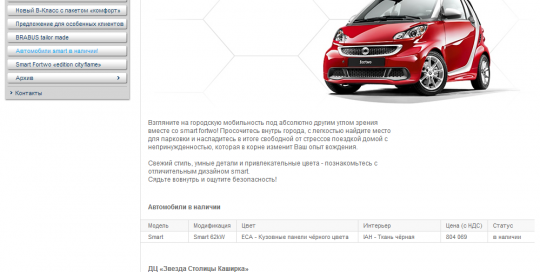 Новый B-Класс с пакетом «комфорт»
Предложение для особенных клиентов
BRABUS tailor made
Автомобили smart в наличии!
Smart Fortwo «edition cityflame»
Архив
Контакты
Взгляните на городскую мобильность под абсолютно другим углом зрения
вместе со smart fortwo! Просочитесь внутрь города, с легкостью найдите место
для парковки и насладитесь в итоге свободной от стрессов поездкой домой с
непринужденностью, которая в корне изменит Ваш опыт вождения.
Свежий стиль, умные детали и привлекательные цвета - познакомьтесь с
отличительным дизайном smart.
Сядьте вовнутрь и ощутите безопасность!
Автомобили в наличии
Модель Модификация Цвет Интерьер Цена (с НДС) Статус
Smart Smart 62kW ECA - Кузовные панели чёрного цвета IAH - Ткань чёрная 804 069 в наличии
ДЦ «Звезда Столицы Каширка»